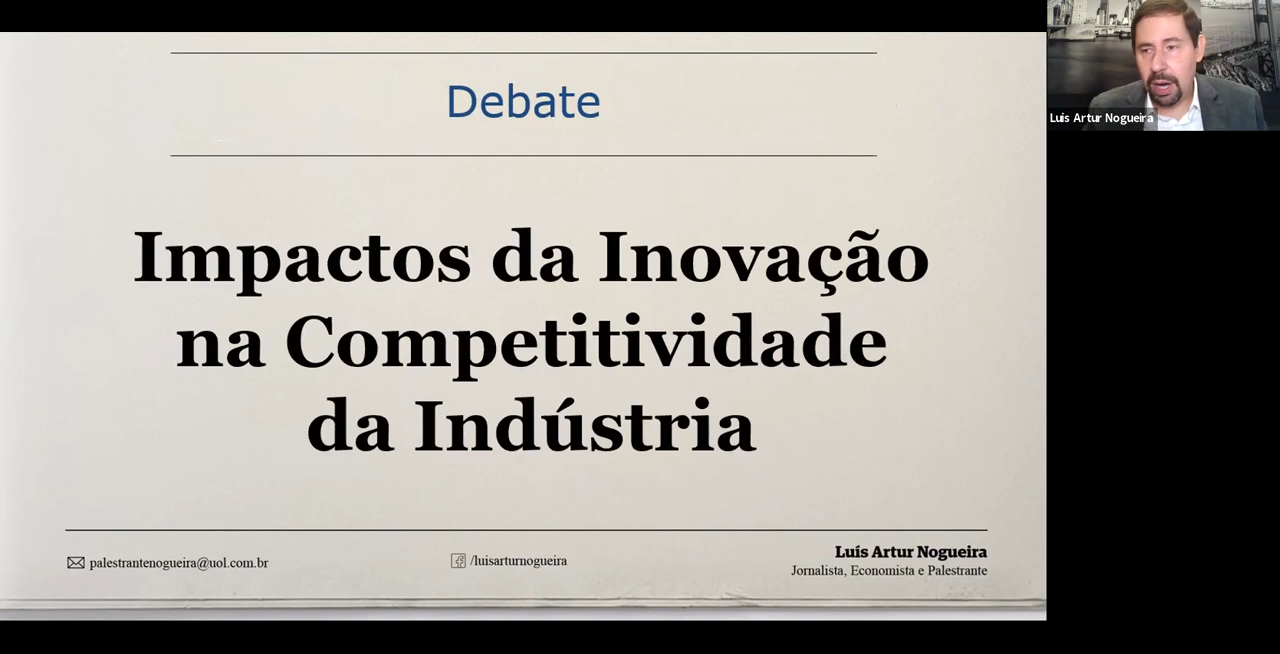 Debate
Impactos da Inovação
na Competitividade
da Indústria
palestrantenogueira@uol.com.br
/luisarturnogueira
Luís Artur Nogueira
Jornalista, Economista e Palestrante
Luis Artur Nogueira